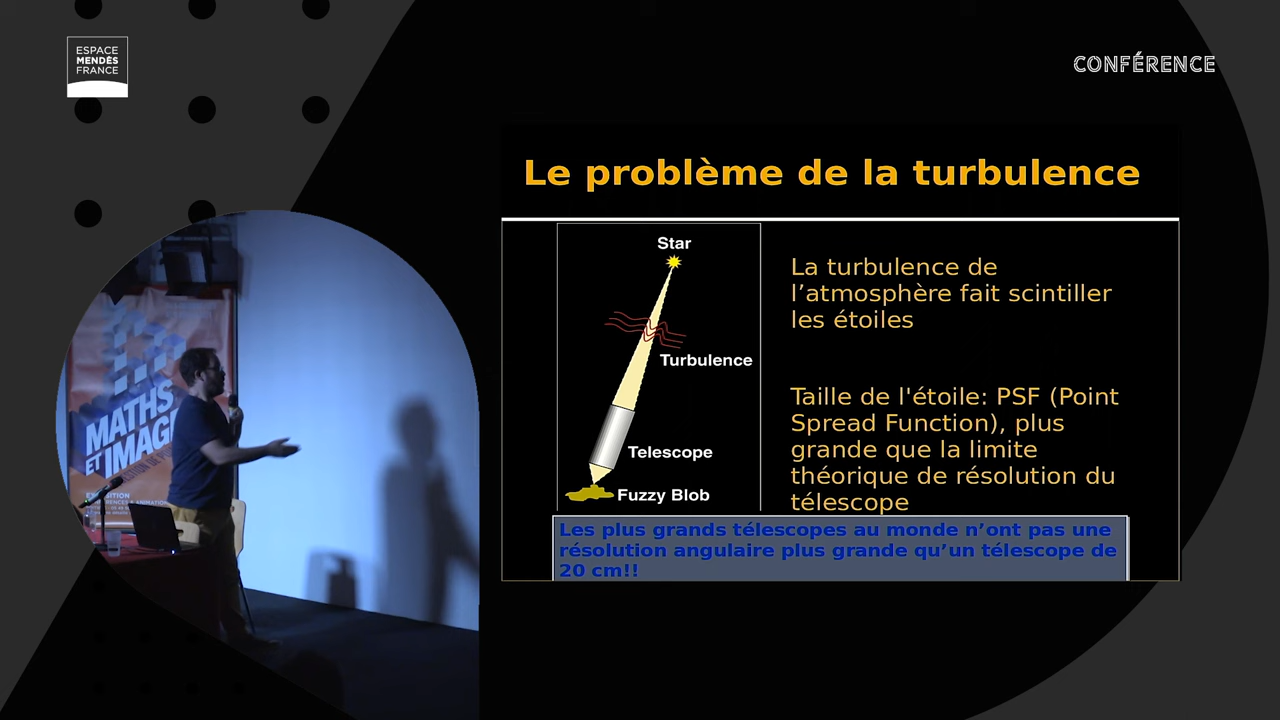 ESPACE
MENDÈS
FRANCE
CONFÉRENCE
Le problème de la turbulence
Star
Turbulence
Telescope
Fuzzy Blob
La turbulence de
l’atmosphère fait scintiller
les étoiles
Taille de l'étoile: PSF (Point
Spread Function), plus
grande que la limite
théorique de résolution du
télescope
Les plus grands télescopes au monde n’ont pas une
résolution angulaire plus grande qu’un télescope de
20 cm!!
MATHS
ET IMAG